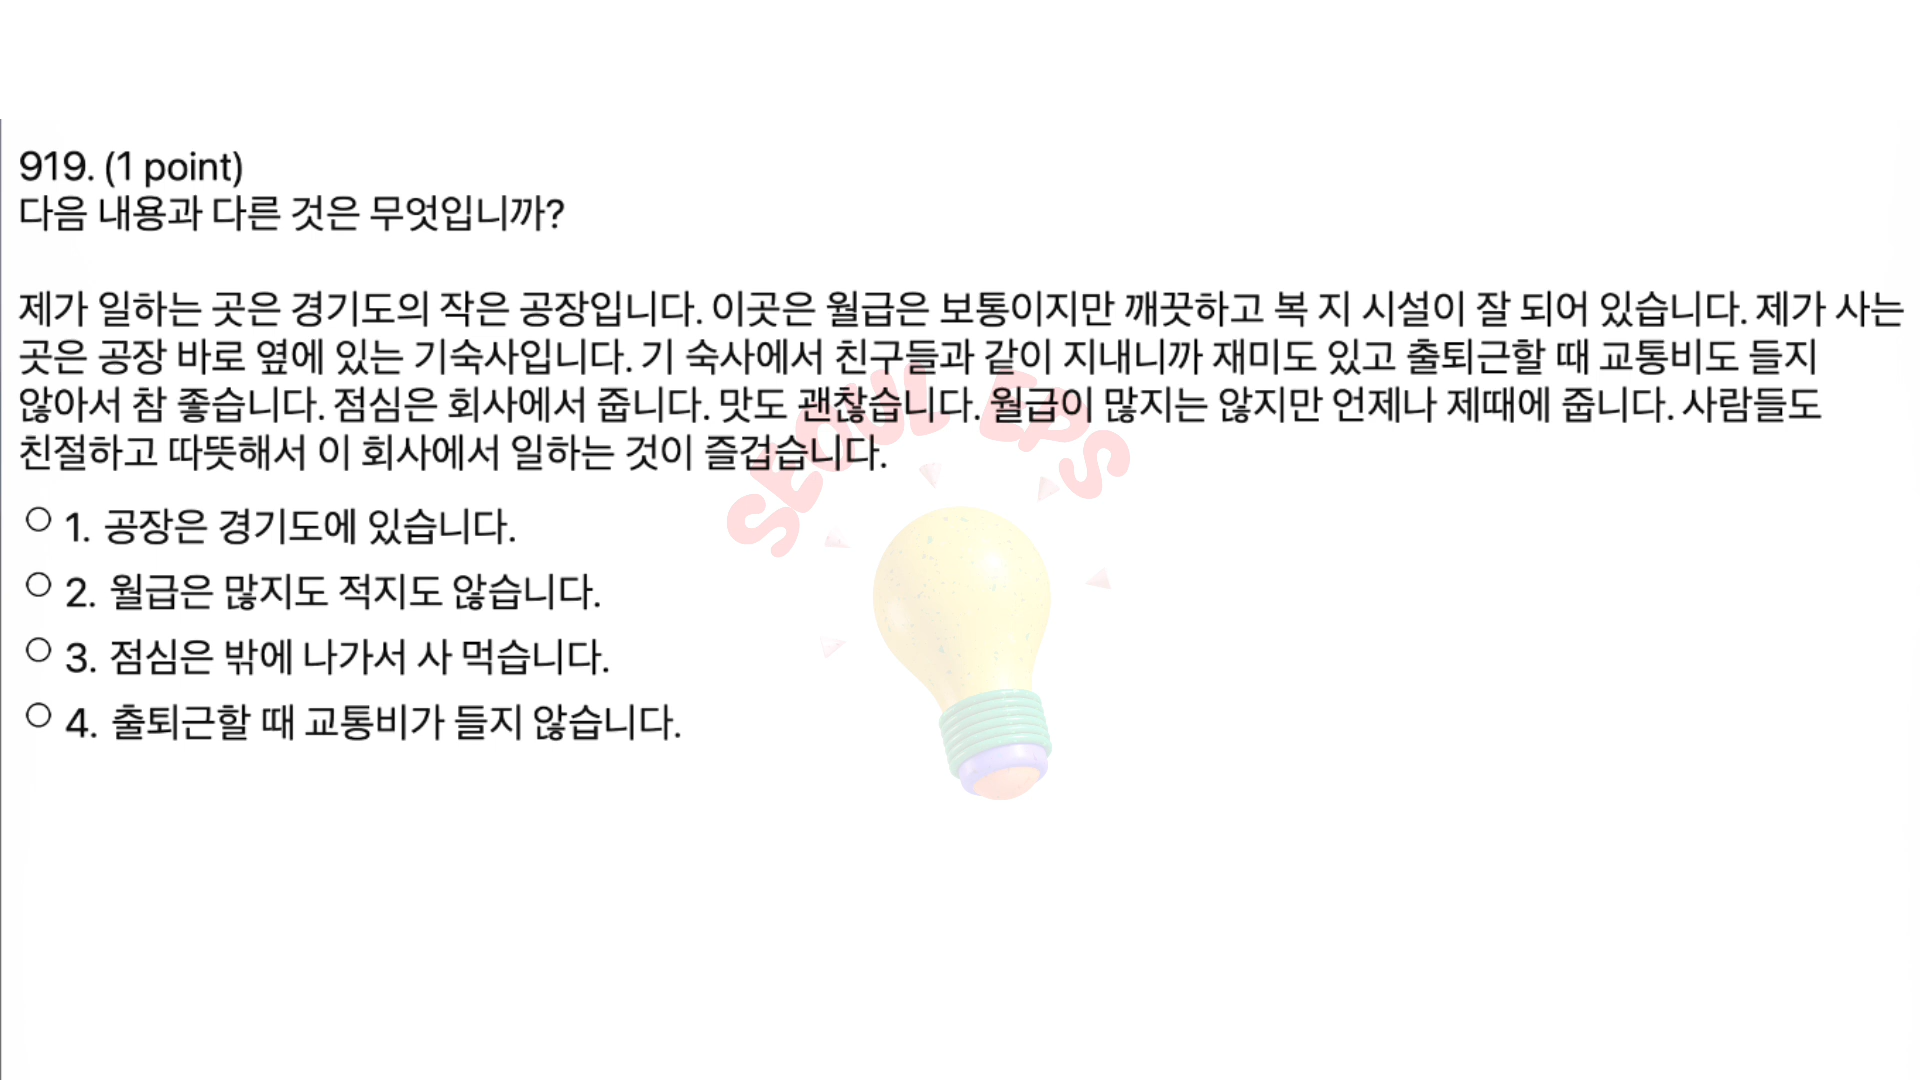 919. (1 point)
다음 내용과 다른 것은 무엇입니까?
제가 일하는 곳은 경기도의 작은 공장입니다. 이곳은 월급은 보통이지만 깨끗하고 복 지 시설이 잘 되어 있습니다. 제가 사는
곳은 공장 바로 옆에 있는 기숙사입니다. 기 숙사에서 친구들과 같이 지내니까 재미도 있고 출퇴근할 때 교통비도 들지
않아서 참 좋습니다. 점심은 회사에서 줍니다. 맛도 괜찮습니다. 월급이 많지는 않지만 언제나 제때에 줍니다. 사람들도
친절하고 따뜻해서 이 회사에서 일하는 것이 즐겁습니다.
1. 공장은 경기도에 있습니다.
2. 월급은 많지도 적지도 않습니다.
3. 점심은 밖에 나가서 사 먹습니다.
4. 출퇴근할 때 교통비가 들지 않습니다.
SEOUL EPS